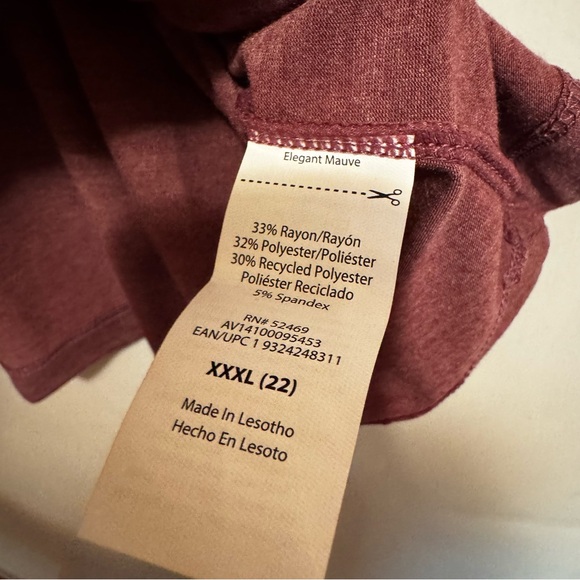 Elegant Mauve
33% Rayon/Rayón
32% Polyester/Poliéster
30% Recycled Polyester
Poliéster Reciclado
5% Spandex
RN# 52469
AV14100095453
EAN/UPC 1 9324248311
XXXL (22)
Made In Lesotho
Hecho En Lesoto